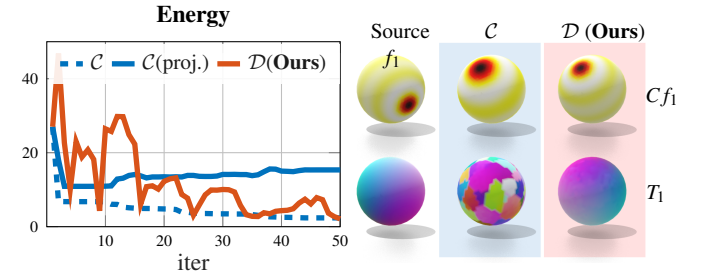 Energy
𝒞 𝒞(proj.) 𝒟(Ours)
40
20
0
10 20 30 40 50
iter
Source 𝒞 𝒟 (Ours)
f₁
Cf₁
T₁